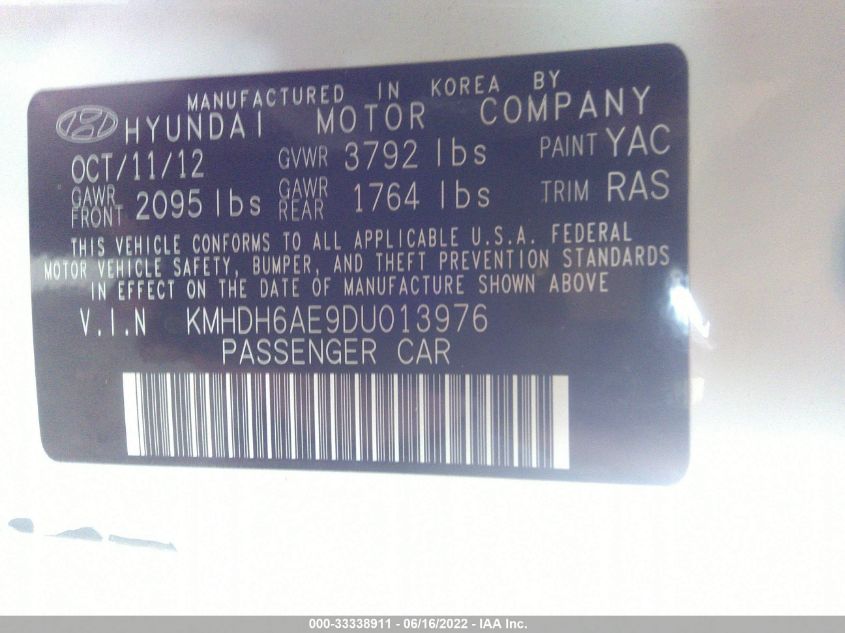 MANUFACTURED IN KOREA BY
HYUNDAI MOTOR COMPANY
OCT/11/12 GVWR 3792 lbs PAINT YAC
GAWR FRONT 2095 lbs GAWR REAR 1764 lbs TRIM RAS
THIS VEHICLE CONFORMS TO ALL APPLICABLE U.S.A. FEDERAL
MOTOR VEHICLE SAFETY, BUMPER, AND THEFT PREVENTION STANDARDS
IN EFFECT ON THE DATE OF MANUFACTURE SHOWN ABOVE
V.I.N KMHDH6AE9DU013976
PASSENGER CAR
000-33338911 - 06/16/2022 - IAA Inc.